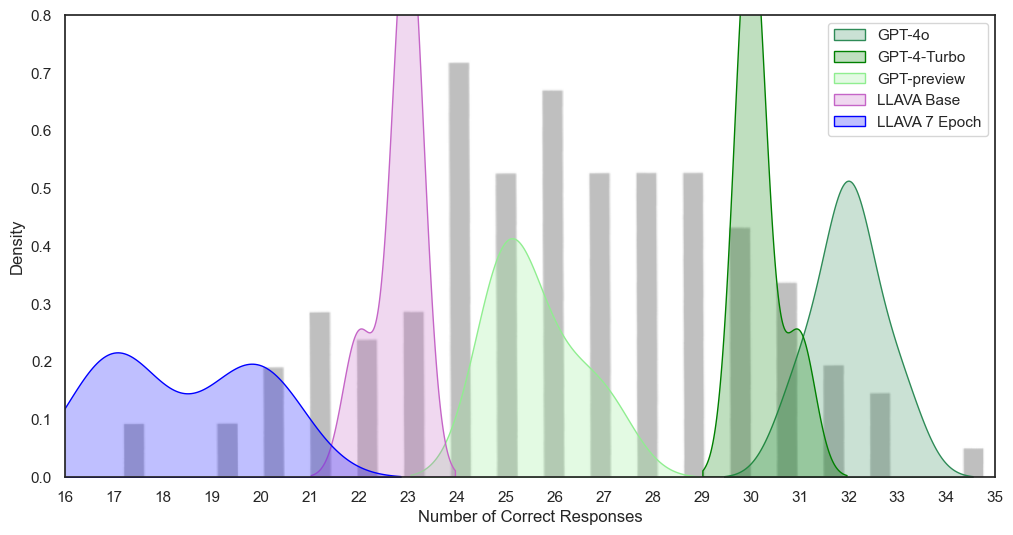 0.8
0.7
0.6
0.5
0.4
0.3
0.2
0.1
0.0
Density
GPT-4o
GPT-4-Turbo
GPT-preview
LLAVA Base
LLAVA 7 Epoch
16 17 18 19 20 21 22 23 24 25 26 27 28 29 30 31 32 33 34 35
Number of Correct Responses